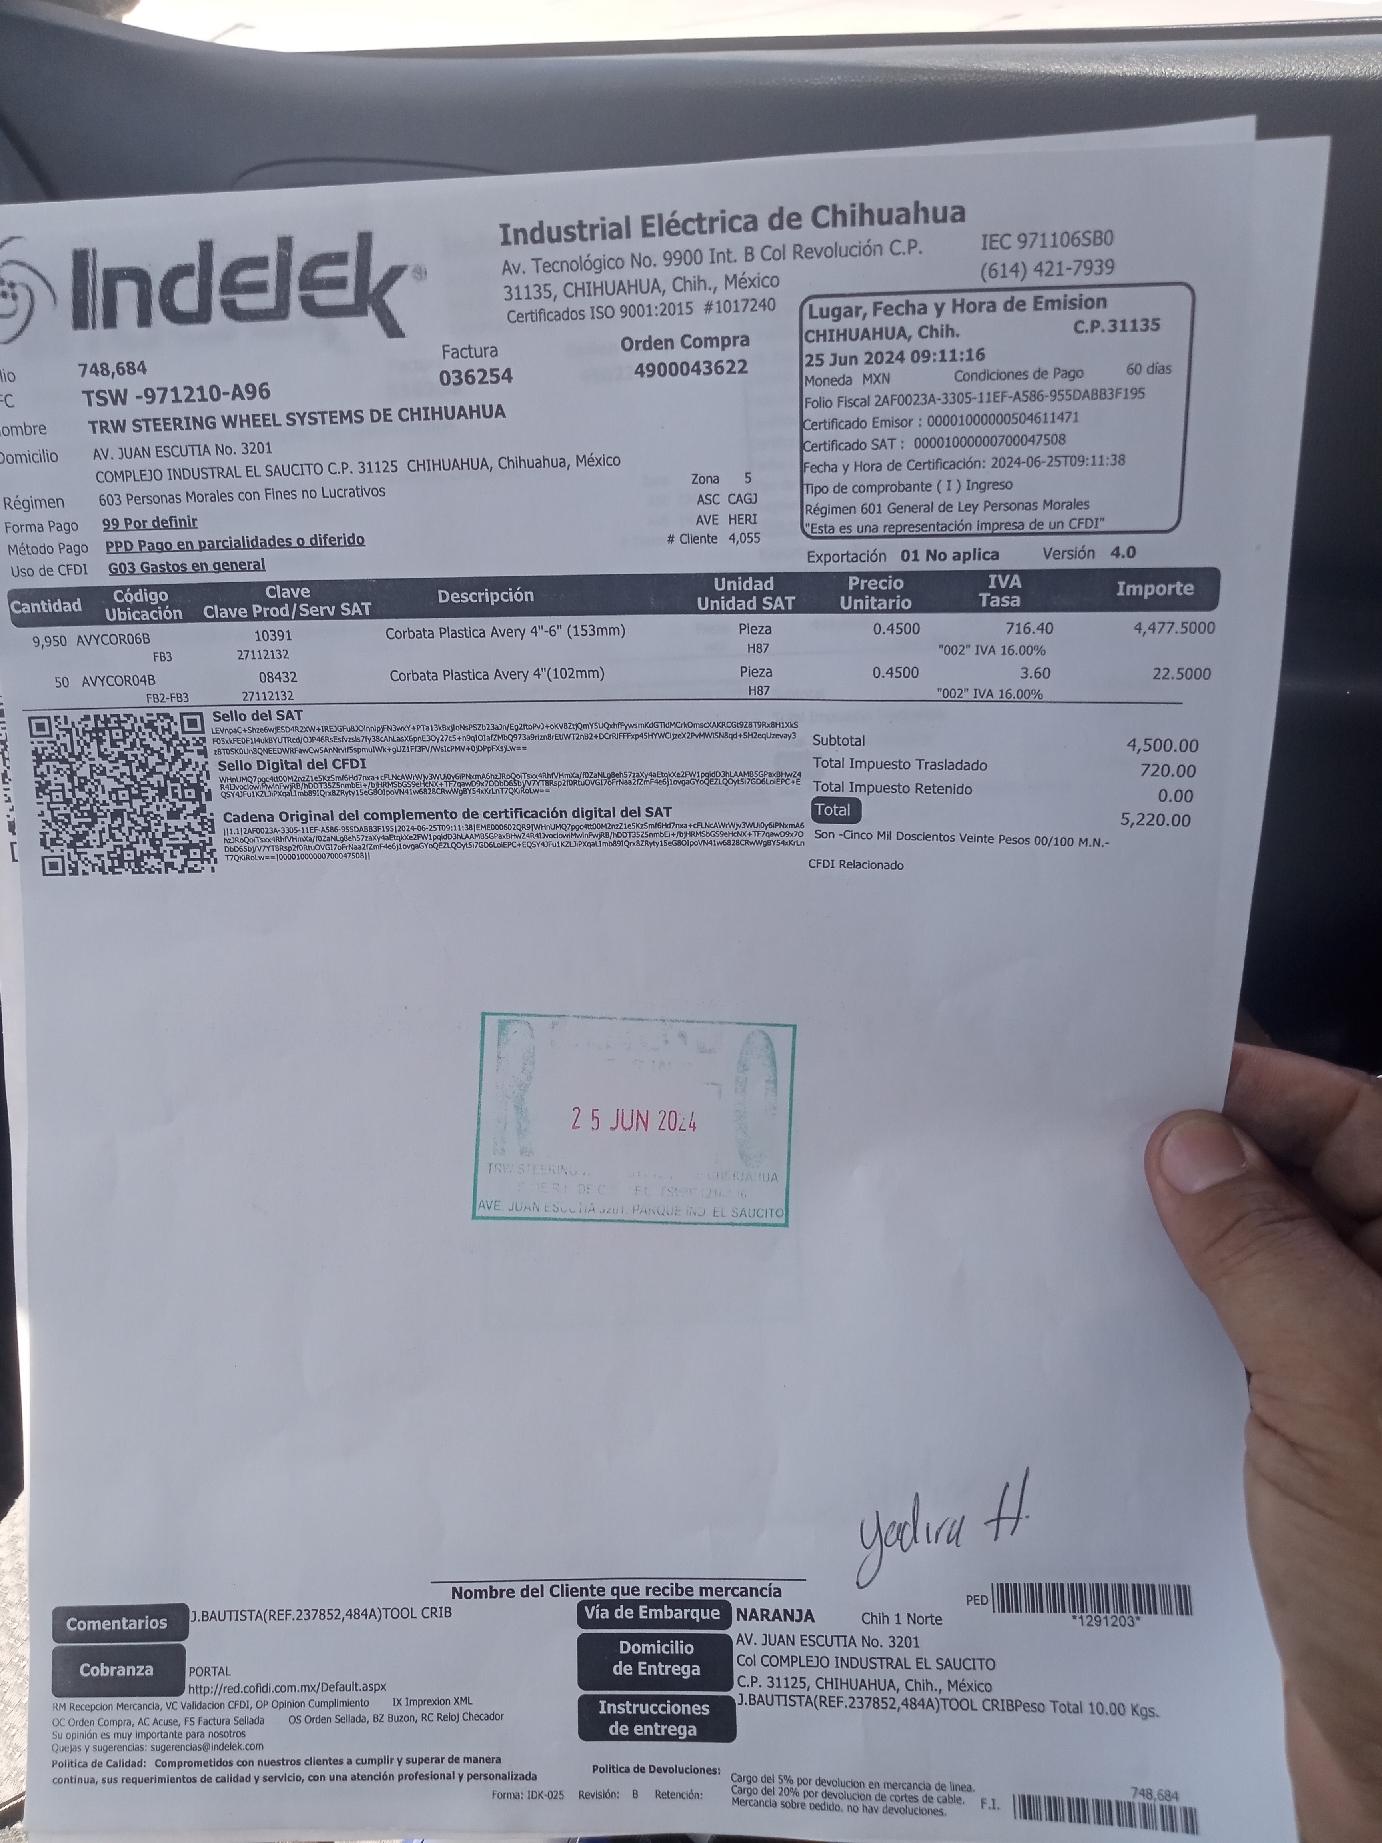 Indelek
Industrial Eléctrica de Chihuahua
Av. Tecnológico No. 9900 Int. B Col Revolución C.P.
31135, CHIHUAHUA, Chih., México
Certificados ISO 9001:2015 #1017240
IEC 971106SB0
(614) 421-7939
Lugar, Fecha y Hora de Emision
CHIHUAHUA, Chih. C.P.31135
25 Jun 2024 09:11:16
Moneda MXN Condiciones de Pago 60 días
Folio Fiscal 2AF0023A-3305-11EF-A586-955DABB3F195
Certificado Emisor : 00001000000504611471
Certificado SAT : 00001000000700047508
Fecha y Hora de Certificación: 2024-06-25T09:11:38
Tipo de comprobante ( I ) Ingreso
Régimen 601 General de Ley Personas Morales
"Esta es una representación impresa de un CFDI"
Exportación 01 No aplica Versión 4.0
Factura
036254
Orden Compra
4900043622
lio 748,684
FC TSW -971210-A96
ombre TRW STEERING WHEEL SYSTEMS DE CHIHUAHUA
Domicilio AV. JUAN ESCUTIA No. 3201
COMPLEJO INDUSTRAL EL SAUCITO C.P. 31125 CHIHUAHUA, Chihuahua, México
Régimen 603 Personas Morales con Fines no Lucrativos
Forma Pago 99 Por definir
Método Pago PPD Pago en parcialidades o diferido
Uso de CFDI G03 Gastos en general
Zona 5
ASC CAGJ
AVE HERI
# Cliente 4,055
Cantidad Código Ubicación Clave Clave Prod/Serv SAT Descripción Unidad Unidad SAT Precio Unitario IVA Tasa Importe
9,950 AVYCOR06B 10391 Corbata Plastica Avery 4"-6" (153mm) Pieza 0.4500 716.40 4,477.5000
FB3 27112132 H87 "002" IVA 16.00%
50 AVYCOR04B 08432 Corbata Plastica Avery 4"(102mm) Pieza 0.4500 3.60 22.5000
FB2-FB3 27112132 H87 "002" IVA 16.00%
Sello del SAT
Sello Digital del CFDI
Cadena Original del complemento de certificación digital del SAT
Subtotal 4,500.00
Total Impuesto Trasladado 720.00
Total Impuesto Retenido 0.00
Total 5,220.00
Son -Cinco Mil Doscientos Veinte Pesos 00/100 M.N.-
CFDI Relacionado
25 JUN 2024
AVE. JUAN ESCUTIA 3201. PARQUE IND. EL SAUCITO
Yadira H.
Nombre del Cliente que recibe mercancía
PED
*1291203*
Comentarios J.BAUTISTA(REF.237852,484A)TOOL CRIB
Cobranza PORTAL
http://red.cofidi.com.mx/Default.aspx
Vía de Embarque NARANJA Chih 1 Norte
Domicilio de Entrega AV. JUAN ESCUTIA No. 3201
Col COMPLEJO INDUSTRAL EL SAUCITO
C.P. 31125, CHIHUAHUA, Chih., México
Instrucciones de entrega J.BAUTISTA(REF.237852,484A)TOOL CRIBPeso Total 10.00 Kgs.
RM Recepcion Mercancia, VC Validacion CFDI, OP Opinion Cumplimiento IX Imprexion XML
OC Orden Compra, AC Acuse, FS Factura Sellada OS Orden Sellada, BZ Buzon, RC Reloj Checador
Su opinión es muy importante para nosotros
Quejas y sugerencias: sugerencias@indelek.com
Politica de Calidad: Comprometidos con nuestros clientes a cumplir y superar de manera
continua, sus requerimientos de calidad y servicio, con una atención profesional y personalizada
Forma: IDK-025 Revisión: B Retención:
Politica de Devoluciones: Cargo del 5% por devolucion en mercancia de linea.
Cargo del 20% por devolucion de cortes de cable.
Mercancia sobre pedido, no hay devoluciones.
F.I.
748,684